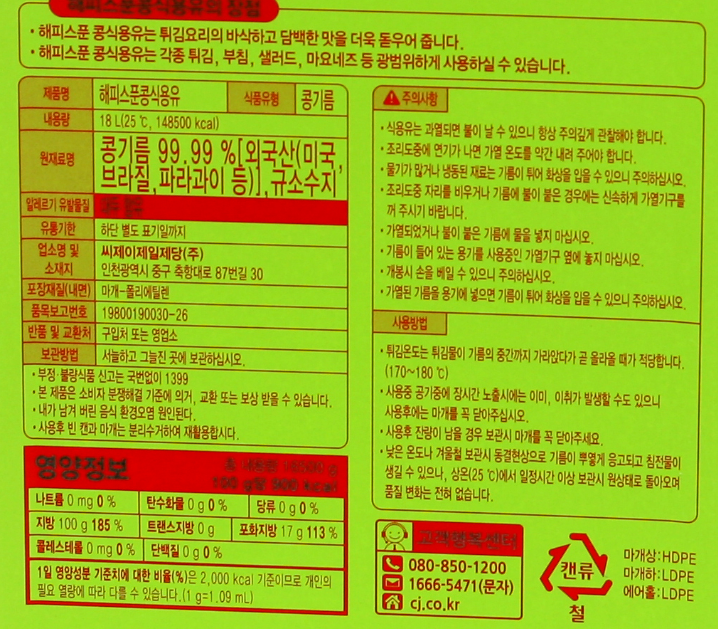 해피스푼콩식용유의 장점
• 해피스푼 콩식용유는 튀김요리의 바삭하고 담백한 맛을 더욱 돋우어 줍니다.
• 해피스푼 콩식용유는 각종 튀김, 부침, 샐러드, 마요네즈 등 광범위하게 사용하실 수 있습니다.
제품명 해피스푼콩식용유 식품유형 콩기름
내용량 18 L(25 ℃, 148500 kcal)
원재료명 콩기름 99.99 %[외국산(미국,
브라질,파라과이 등)],규소수지
알레르기 유발물질
유통기한 하단 별도 표기일까지
업소명 및
소재지
씨제이제일제당(주)
인천광역시 중구 축항대로 87번길 30
포장재질(내면) 마개-폴리에틸렌
품목보고번호 19800190030-26
반품 및 교환처 구입처 또는 영업소
보관방법 서늘하고 그늘진 곳에 보관하십시오.
• 부정·불량식품 신고는 국번없이 1399
• 본 제품은 소비자 분쟁해결 기준에 의거, 교환 또는 보상 받을 수 있습니다.
• 내가 남겨 버린 음식 환경오염 원인된다.
• 사용후 빈 캔과 마개는 분리수거하여 재활용합시다.
영양정보
나트륨 0 mg 0 % 탄수화물 0 g 0 % 당류 0 g 0 %
지방 100 g 185 % 트랜스지방 0 g 포화지방 17 g 113 %
콜레스테롤 0 mg 0 % 단백질 0 g 0 %
1일 영양성분 기준치에 대한 비율(%)은 2,000 kcal 기준이므로 개인의
필요 열량에 따라 다를 수 있습니다.(1 g=1.09 mL)
주의사항
• 식용유는 과열되면 불이 날 수 있으니 항상 주의깊게 관찰해야 합니다.
• 조리도중에 연기가 나면 가열 온도를 약간 내려 주어야 합니다.
• 물기가 많거나 냉동된 재료는 기름이 튀어 화상을 입을 수 있으니 주의하십시오.
• 조리도중 자리를 비우거나 기름에 불이 붙은 경우에는 신속하게 가열기구를
꺼 주시기 바랍니다.
• 가열되었거나 불이 붙은 기름에 물을 넣지 마십시오.
• 기름이 들어 있는 용기를 사용중인 가열기구 옆에 놓지 마십시오.
• 개봉시 손을 베일 수 있으니 주의하십시오.
• 가열된 기름을 용기에 넣으면 기름이 튀어 화상을 입을 수 있으니 주의하십시오.
사용방법
• 튀김온도는 튀김물이 기름의 중간까지 가라앉다가 곧 올라올 때가 적당합니다.
(170~180 ℃)
• 사용중 공기중에 장시간 노출시에는 이미, 이취가 발생할 수도 있으니
사용후에는 마개를 꼭 닫아주십시오.
• 사용후 잔량이 남을 경우 보관시 마개를 꼭 닫아주세요.
• 낮은 온도나 겨울철 보관시 동결현상으로 기름이 뿌옇게 응고되고 침전물이
생길 수 있으나, 상온(25 ℃)에서 일정시간 이상 보관시 원상태로 돌아오며
품질 변화는 전혀 없습니다.
고객행복센터
080-850-1200
1666-5471(문자)
cj.co.kr
캔류
철
마개상:HDPE
마개하:LDPE
에어홀:LDPE